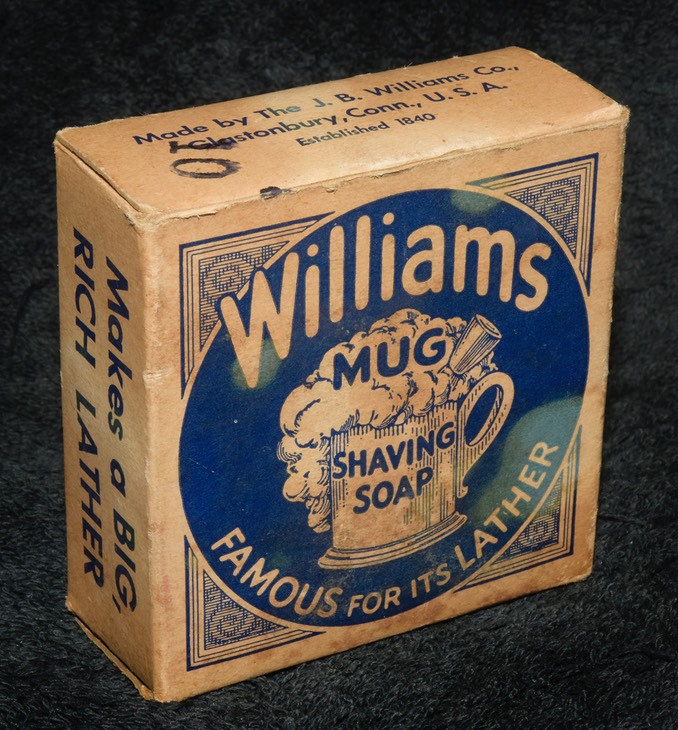 Made by The J. B. Williams Co.,
Glastonbury, Conn., U. S. A.
Established 1840
Williams
MUG
SHAVING
SOAP
FAMOUS FOR ITS LATHER
Makes a BIG,
RICH LATHER